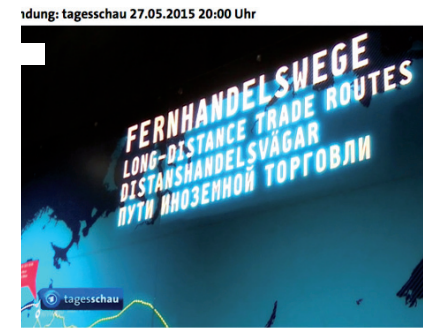 ndung: tagesschau 27.05.2015 20:00 Uhr
FERNHANDELSWEGE
LONG-DISTANCE TRADE ROUTES
DISTANSHANDELSVÄGAR
ПУТИ ИНОЗЕМНОЙ ТОРГОВЛИ
tagesschau